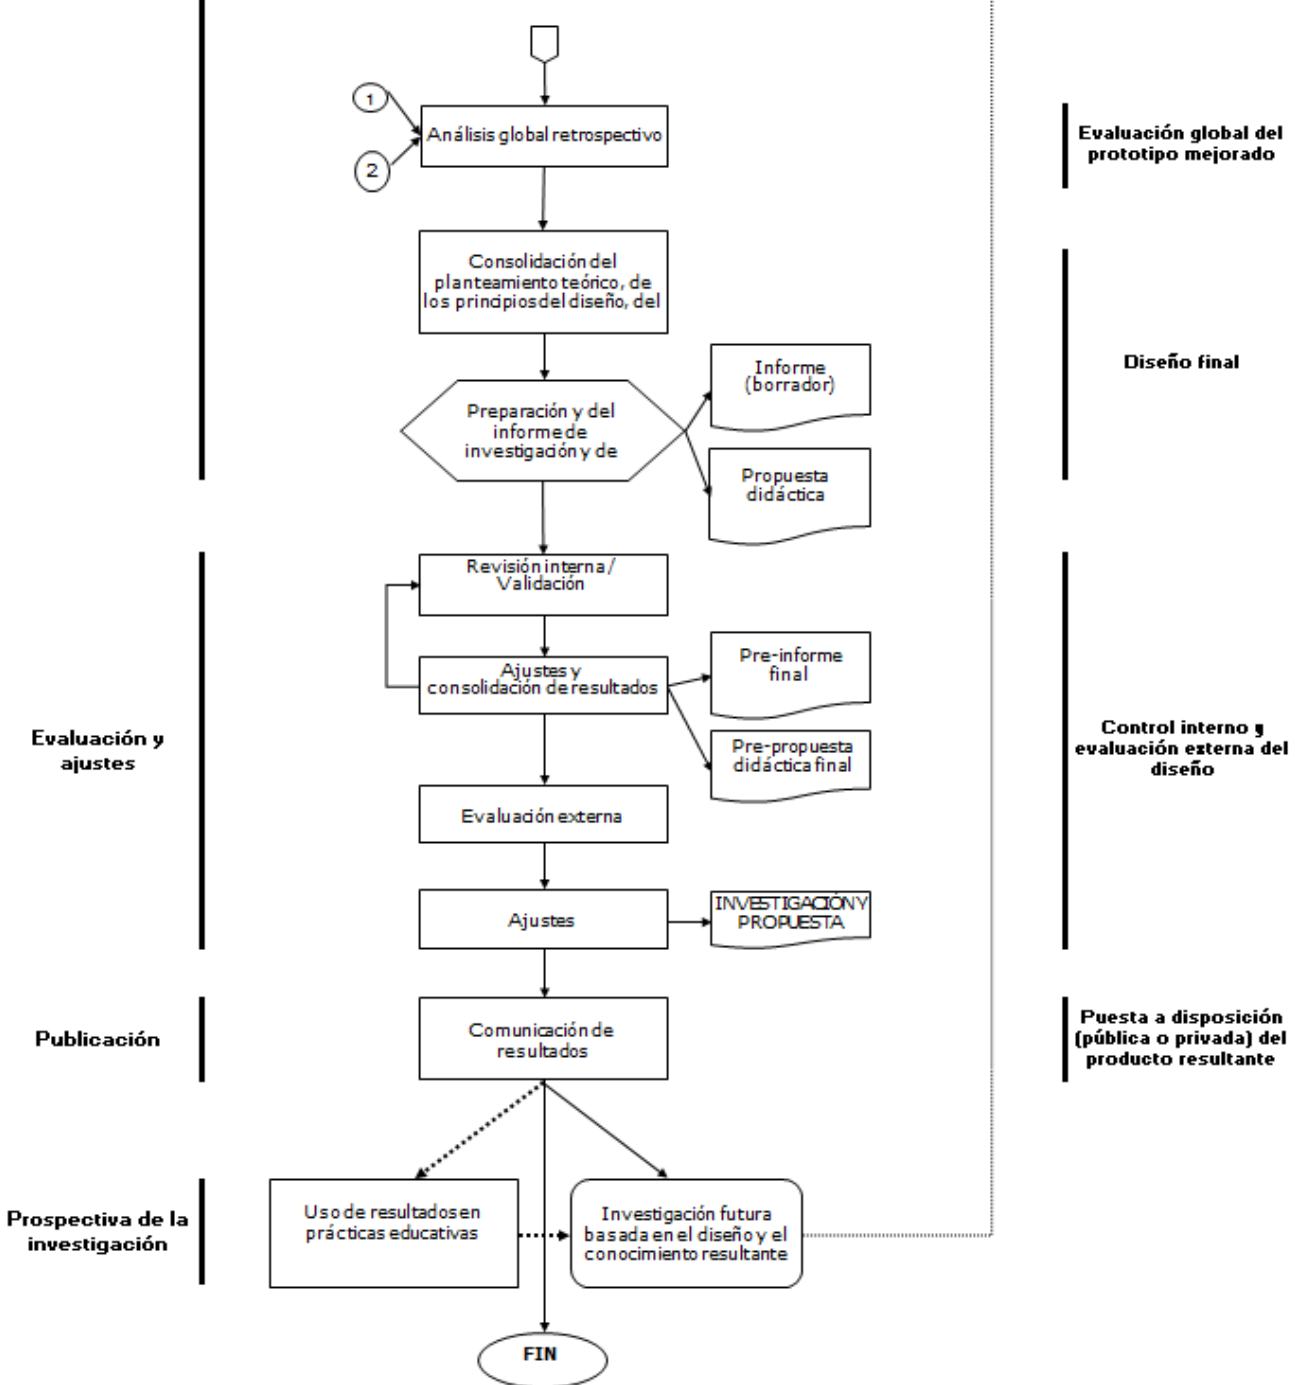 1
Análisis global retrospectivo
2
Evaluación global del
prototipo mejorado
Consolidación del
planteamiento teórico, de
los principios del diseño, del
Diseño final
Informe
(borrador)
Preparación y del
informe de
investigación y de
Propuesta
didáctica
Revisión interna /
Validación
Ajustes y
consolidación de resultados
Pre-informe
final
Evaluación y
ajustes
Pre-propuesta
didáctica final
Control interno y
evaluación externa del
diseño
Evaluación externa
Ajustes
INVESTIGACIÓN Y
PROPUESTA
Publicación
Comunicación de
resultados
Puesta a disposición
(pública o privada) del
producto resultante
Prospectiva de la
investigación
Uso de resultados en
prácticas educativas
Investigación futura
basada en el diseño y el
conocimiento resultante
FIN